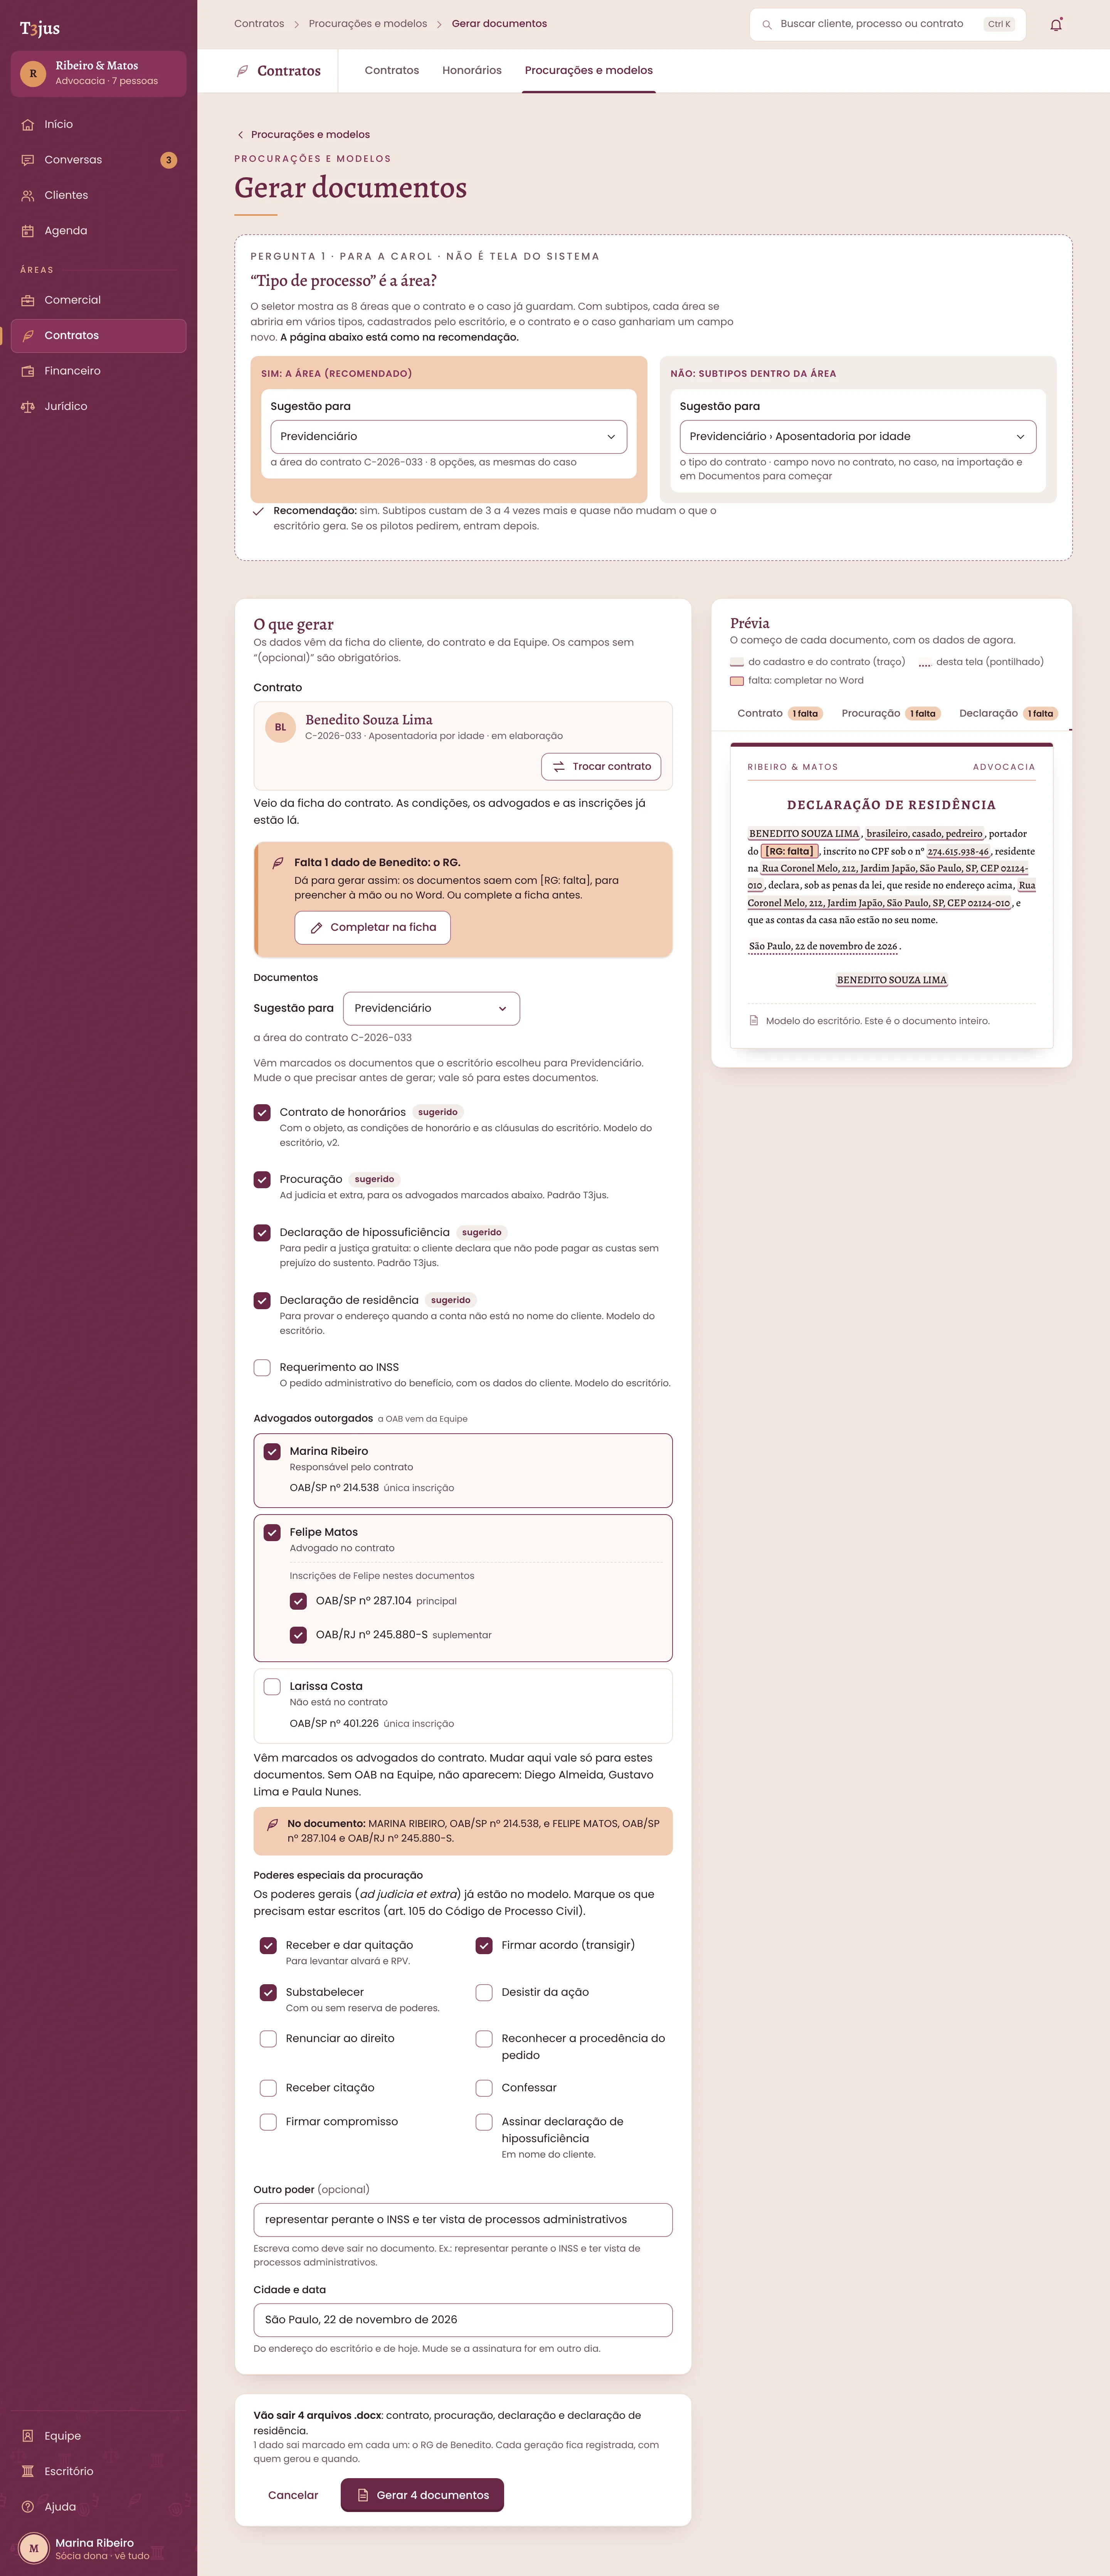 T3jus
R
Ribeiro & Matos
Advocacia · 7 pessoas
Início
Conversas
3
Clientes
Agenda
ÁREAS
Comercial
Contratos
Financeiro
Jurídico
Equipe
Escritório
Ajuda
M
Marina Ribeiro
Sócia dona · vê tudo
Contratos
Procurações e modelos
Gerar documentos
Buscar cliente, processo ou contrato
Ctrl K
Contratos
Contratos
Honorários
Procurações e modelos
Procurações e modelos
PROCURAÇÕES E MODELOS
Gerar documentos
PERGUNTA 1 · PARA A CAROL · NÃO É TELA DO SISTEMA
“Tipo de processo” é a área?
O seletor mostra as 8 áreas que o contrato e o caso já guardam. Com subtipos, cada área se
abriria em vários tipos, cadastrados pelo escritório, e o contrato e o caso ganhariam um campo
novo. A página abaixo está como na recomendação.
SIM: A ÁREA (RECOMENDADO)
Sugestão para
Previdenciário
a área do contrato C-2026-033 · 8 opções, as mesmas do caso
NÃO: SUBTIPOS DENTRO DA ÁREA
Sugestão para
Previdenciário › Aposentadoria por idade
o tipo do contrato · campo novo no contrato, no caso, na importação e
em Documentos para começar
Recomendação: sim. Subtipos custam de 3 a 4 vezes mais e quase não mudam o que o
escritório gera. Se os pilotos pedirem, entram depois.
O que gerar
Os dados vêm da ficha do cliente, do contrato e da Equipe. Os campos sem
“(opcional)” são obrigatórios.
Contrato
BL
Benedito Souza Lima
C-2026-033 · Aposentadoria por idade · em elaboração
Trocar contrato
Veio da ficha do contrato. As condições, os advogados e as inscrições já
estão lá.
Falta 1 dado de Benedito: o RG.
Dá para gerar assim: os documentos saem com [RG: falta], para
preencher à mão ou no Word. Ou complete a ficha antes.
Completar na ficha
Documentos
Sugestão para
Previdenciário
a área do contrato C-2026-033
Vêm marcados os documentos que o escritório escolheu para Previdenciário.
Mude o que precisar antes de gerar; vale só para estes documentos.
Contrato de honorários
sugerido
Com o objeto, as condições de honorário e as cláusulas do escritório. Modelo do
escritório, v2.
Procuração
sugerido
Ad judicia et extra, para os advogados marcados abaixo. Padrão T3jus.
Declaração de hipossuficiência
sugerido
Para pedir a justiça gratuita: o cliente declara que não pode pagar as custas sem
prejuízo do sustento. Padrão T3jus.
Declaração de residência
sugerido
Para provar o endereço quando a conta não está no nome do cliente. Modelo do
escritório.
Requerimento ao INSS
O pedido administrativo do benefício, com os dados do cliente. Modelo do escritório.
Advogados outorgados a OAB vem da Equipe
Marina Ribeiro
Responsável pelo contrato
OAB/SP nº 214.538 única inscrição
Felipe Matos
Advogado no contrato
Inscrições de Felipe nestes documentos
OAB/SP nº 287.104 principal
OAB/RJ nº 245.880-S suplementar
Larissa Costa
Não está no contrato
OAB/SP nº 401.226 única inscrição
Vêm marcados os advogados do contrato. Mudar aqui vale só para estes
documentos. Sem OAB na Equipe, não aparecem: Diego Almeida, Gustavo
Lima e Paula Nunes.
No documento: MARINA RIBEIRO, OAB/SP nº 214.538, e FELIPE MATOS, OAB/SP
nº 287.104 e OAB/RJ nº 245.880-S.
Poderes especiais da procuração
Os poderes gerais (ad judicia et extra) já estão no modelo. Marque os que
precisam estar escritos (art. 105 do Código de Processo Civil).
Receber e dar quitação
Para levantar alvará e RPV.
Firmar acordo (transigir)
Substabelecer
Com ou sem reserva de poderes.
Desistir da ação
Renunciar ao direito
Reconhecer a procedência do
pedido
Receber citação
Confessar
Firmar compromisso
Assinar declaração de
hipossuficiência
Em nome do cliente.
Outro poder (opcional)
representar perante o INSS e ter vista de processos administrativos
Escreva como deve sair no documento. Ex.: representar perante o INSS e ter vista de
processos administrativos.
Cidade e data
São Paulo, 22 de novembro de 2026
Do endereço do escritório e de hoje. Mude se a assinatura for em outro dia.
Vão sair 4 arquivos .docx: contrato, procuração, declaração e declaração de
residência.
1 dado sai marcado em cada um: o RG de Benedito. Cada geração fica registrada, com
quem gerou e quando.
Cancelar
Gerar 4 documentos
Prévia
O começo de cada documento, com os dados de agora.
do cadastro e do contrato (traço)
desta tela (pontilhado)
falta: completar no Word
Contrato
1 falta
Procuração
1 falta
Declaração
1 falta
RIBEIRO & MATOS
ADVOCACIA
DECLARAÇÃO DE RESIDÊNCIA
BENEDITO SOUZA LIMA, brasileiro, casado, pedreiro, portador
do [RG: falta], inscrito no CPF sob o nº 274.615.938-46, residente
na Rua Coronel Melo, 212, Jardim Japão, São Paulo, SP, CEP 02124-
010, declara, sob as penas da lei, que reside no endereço acima, Rua
Coronel Melo, 212, Jardim Japão, São Paulo, SP, CEP 02124-010, e
que as contas da casa não estão no seu nome.
São Paulo, 22 de novembro de 2026.
BENEDITO SOUZA LIMA
Modelo do escritório. Este é o documento inteiro.